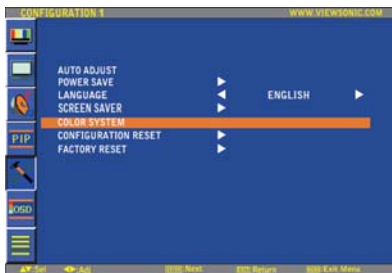 CONFIGURATION 1 WWW.VIEWSONIC.COM
AUTO ADJUST
POWER SAVE
LANGUAGE ENGLISH
SCREEN SAVER
COLOR SYSTEM
CONFIGURATION RESET
FACTORY RESET
PIP
OSD
:Sel :Adj :Next EXIT:Return :Exit Menu